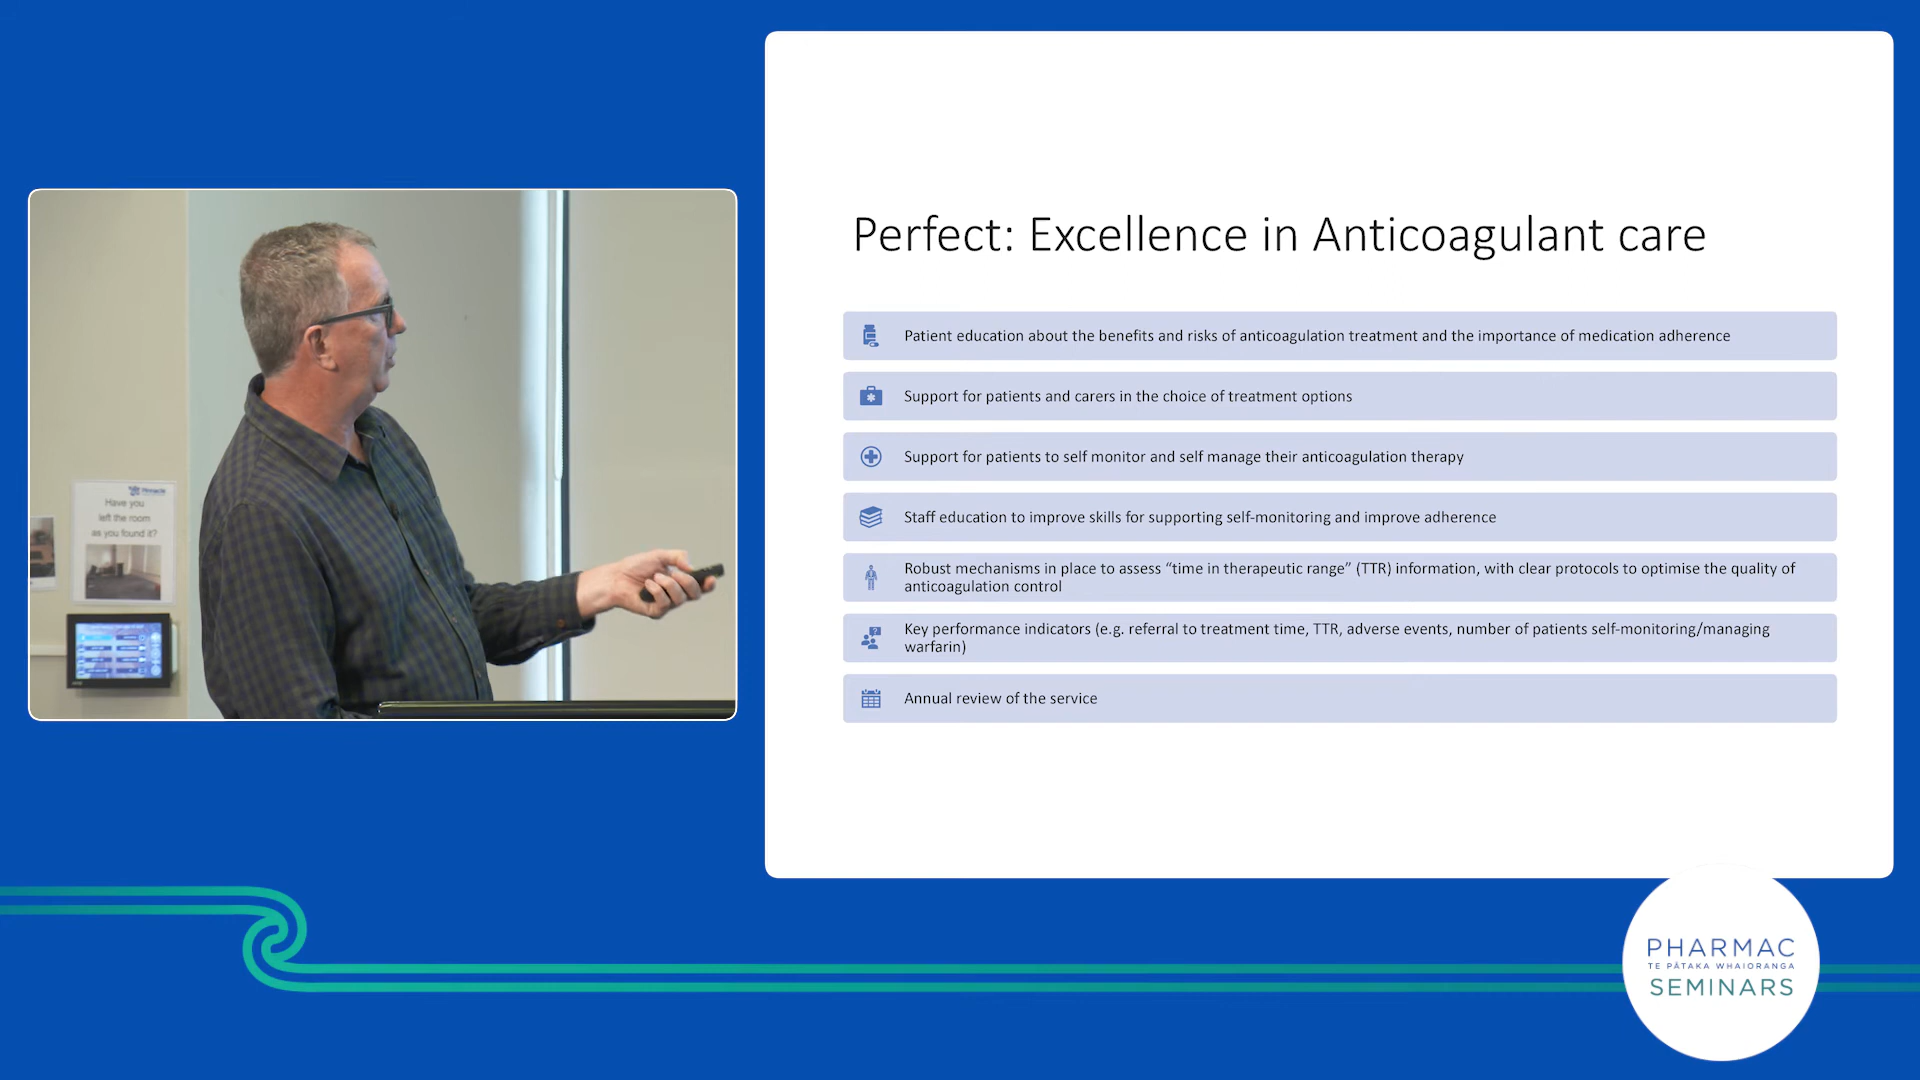 Perfect: Excellence in Anticoagulant care
Patient education about the benefits and risks of anticoagulation treatment and the importance of medication adherence
Support for patients and carers in the choice of treatment options
Support for patients to self monitor and self manage their anticoagulation therapy
Staff education to improve skills for supporting self-monitoring and improve adherence
Robust mechanisms in place to assess “time in therapeutic range” (TTR) information, with clear protocols to optimise the quality of
anticoagulation control
Key performance indicators (e.g. referral to treatment time, TTR, adverse events, number of patients self-monitoring/managing
warfarin)
Annual review of the service
Have you
left the room
as you found it?
PHARMAC
TE PĀTAKA WHAIORANGA
SEMINARS